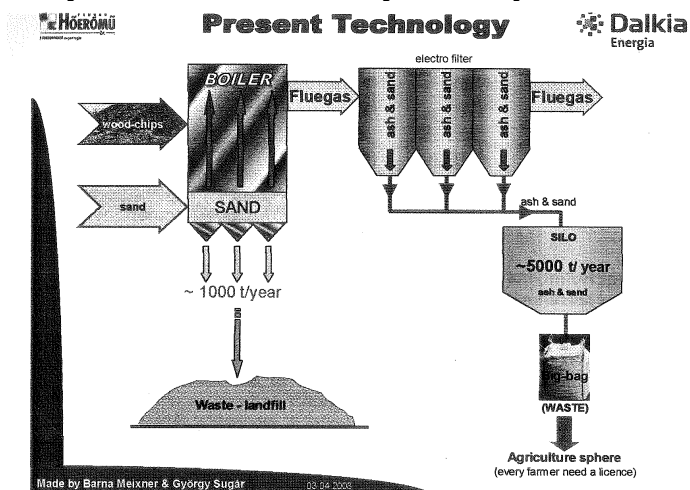 HŐERŐMŰ
Present Technology
Dalkia
Energia
electro filter
BOILER
Fluegas
ash & sand
ash & sand
ash & sand
Fluegas
wood-chips
sand
SAND
ash & sand
SILO
~5000 t/ year
ash & sand
~ 1000 t/year
big-bag
(WASTE)
Waste - landfill
Agriculture sphere
(every farmer need a licence)
Made by Barna Meixner & György Sugár
03.04.2003